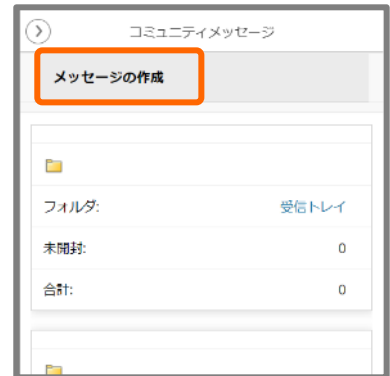 コミュニティメッセージ
メッセージの作成
フォルダ: 受信トレイ
未開封: 0
合計: 0